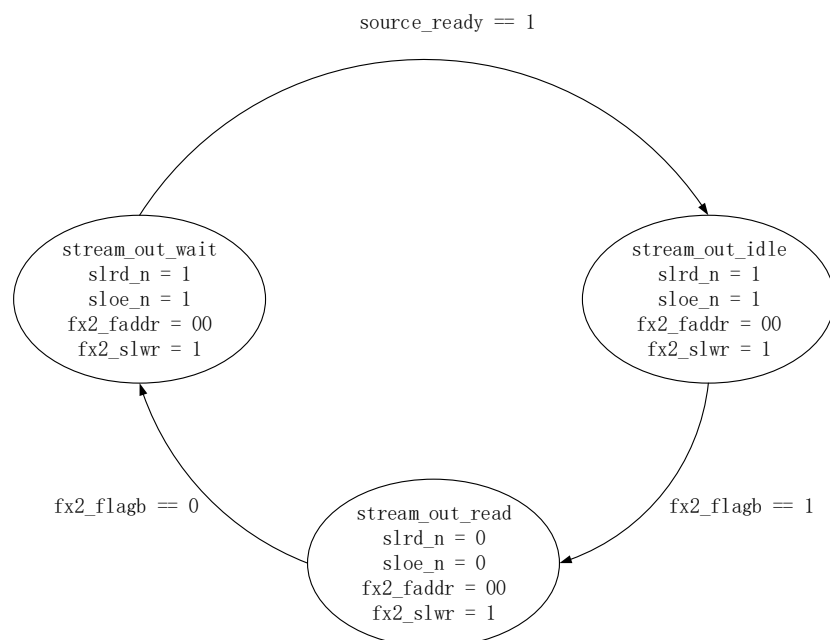 source_ready == 1
stream_out_wait
slrd_n = 1
sloe_n = 1
fx2_faddr = 00
fx2_slwr = 1
stream_out_idle
slrd_n = 1
sloe_n = 1
fx2_faddr = 00
fx2_slwr = 1
fx2_flagb == 0
stream_out_read
slrd_n = 0
sloe_n = 0
fx2_faddr = 00
fx2_slwr = 1
fx2_flagb == 1